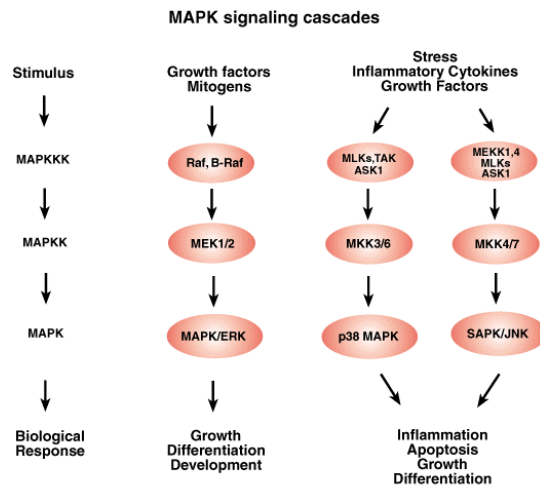 MAPK signaling cascades
Stimulus
Growth factors
Mitogens
Stress
Inflammatory Cytokines
Growth Factors
MAPKKK
Raf, B-Raf
MLKs,TAK
ASK1
MEKK1,4
MLKs
ASK1
MAPKK
MEK1/2
MKK3/6
MKK4/7
MAPK
MAPK/ERK
p38 MAPK
SAPK/JNK
Biological
Response
Growth
Differentiation
Development
Inflammation
Apoptosis
Growth
Differentiation